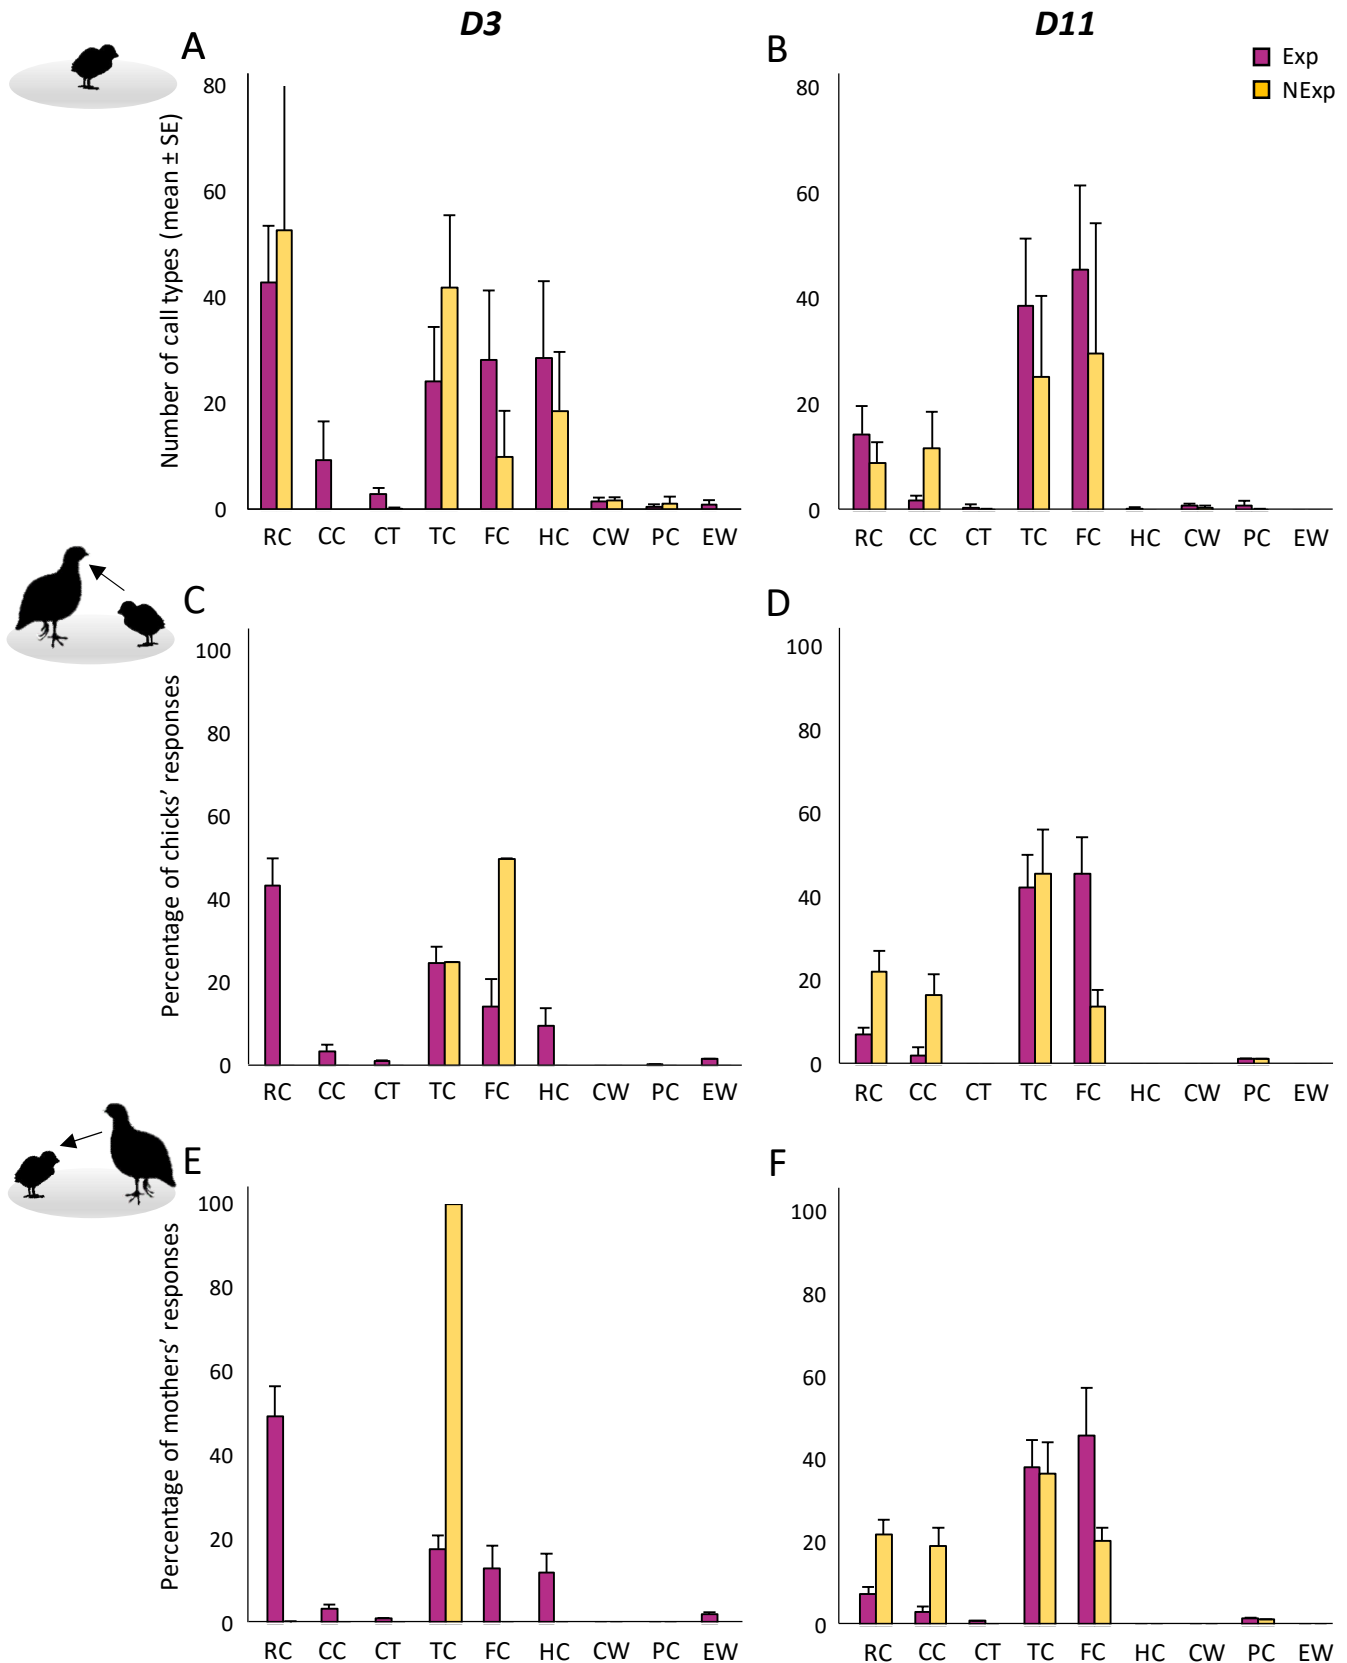 D3
D11
A
B
Exp
NExp
Number of call types (mean ± SE)
80
60
40
20
0
RC CC CT TC FC HC CW PC EW
80
60
40
20
0
RC CC CT TC FC HC CW PC EW
C
D
Percentage of chicks' responses
100
80
60
40
20
0
RC CC CT TC FC HC CW PC EW
100
80
60
40
20
0
RC CC CT TC FC HC CW PC EW
E
F
Percentage of mothers' responses
100
80
60
40
20
0
RC CC CT TC FC HC CW PC EW
100
80
60
40
20
0
RC CC CT TC FC HC CW PC EW